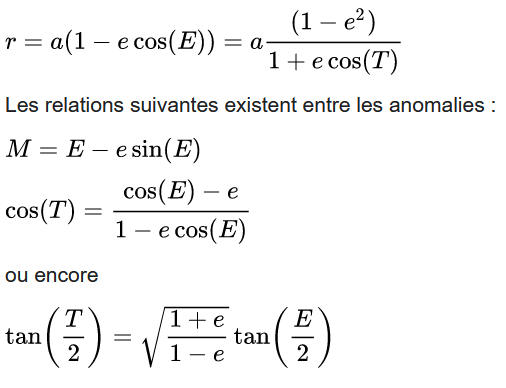 r = a(1 − e cos(E)) = a (1 − e²) / (1 + e cos(T))
Les relations suivantes existent entre les anomalies :
M = E − e sin(E)
cos(T) = (cos(E) − e) / (1 − e cos(E))
ou encore
tan(T/2) = √((1 + e)/(1 − e)) tan(E/2)